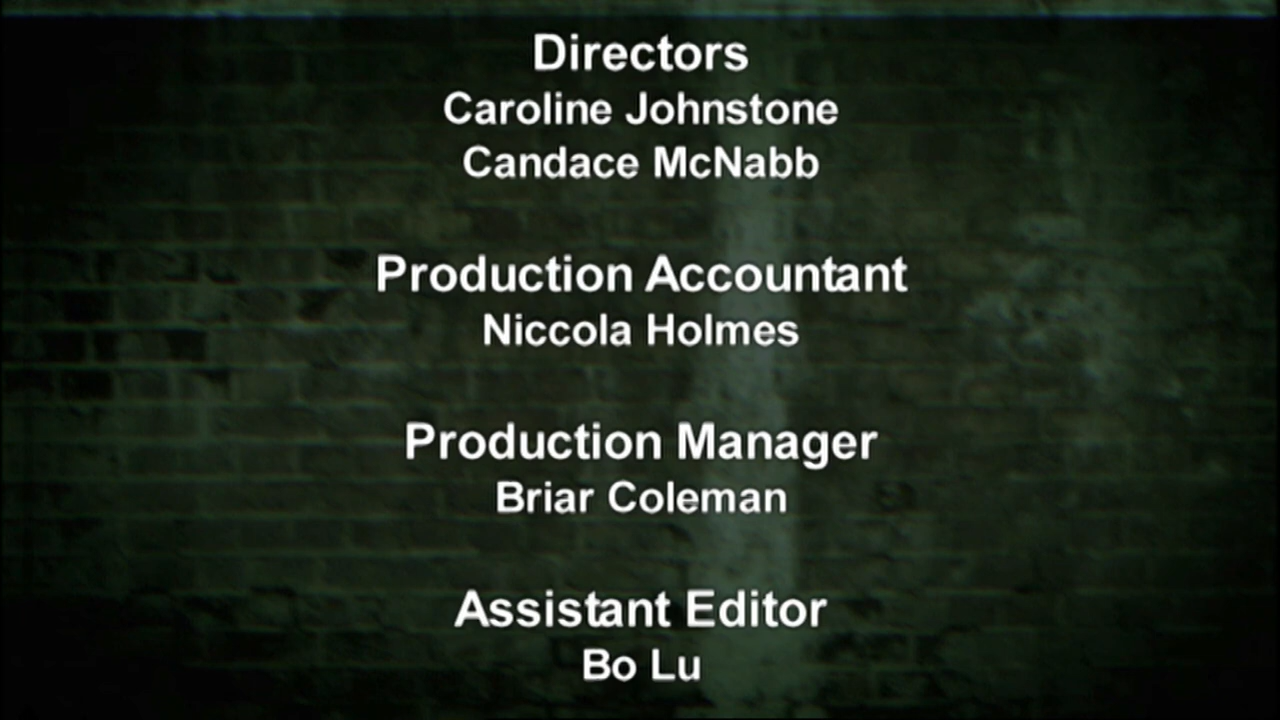 Directors
Caroline Johnstone
Candace McNabb
Production Accountant
Niccola Holmes
Production Manager
Briar Coleman
Assistant Editor
Bo Lu